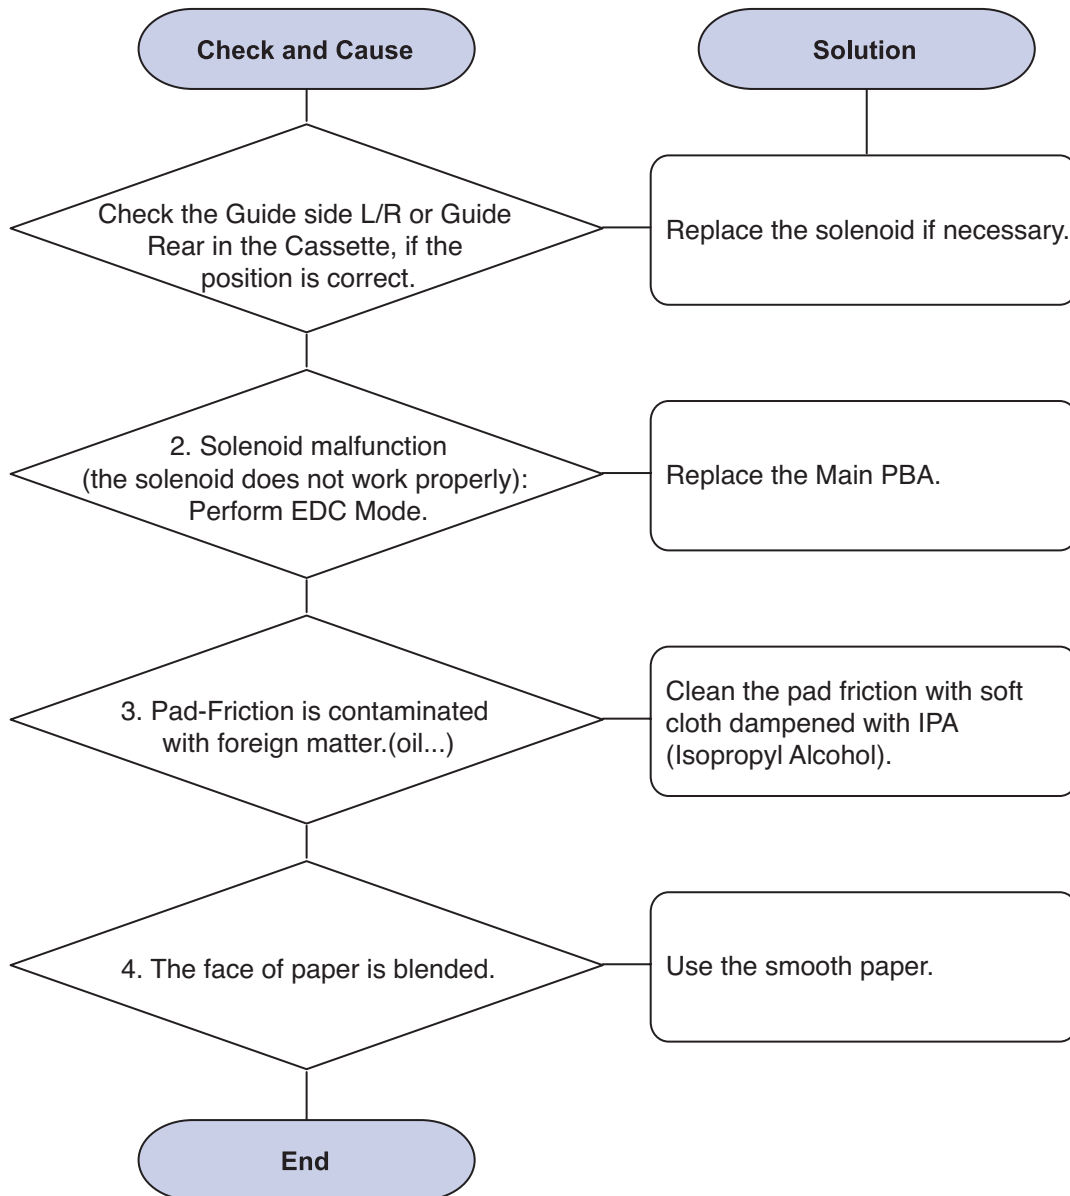 Check and Cause
Solution
Check the Guide side L/R or Guide
Rear in the Cassette, if the
position is correct.
Replace the solenoid if necessary.
2. Solenoid malfunction
(the solenoid does not work properly):
Perform EDC Mode.
Replace the Main PBA.
3. Pad-Friction is contaminated
with foreign matter.(oil...)
Clean the pad friction with soft
cloth dampened with IPA
(Isopropyl Alcohol).
4. The face of paper is blended.
Use the smooth paper.
End